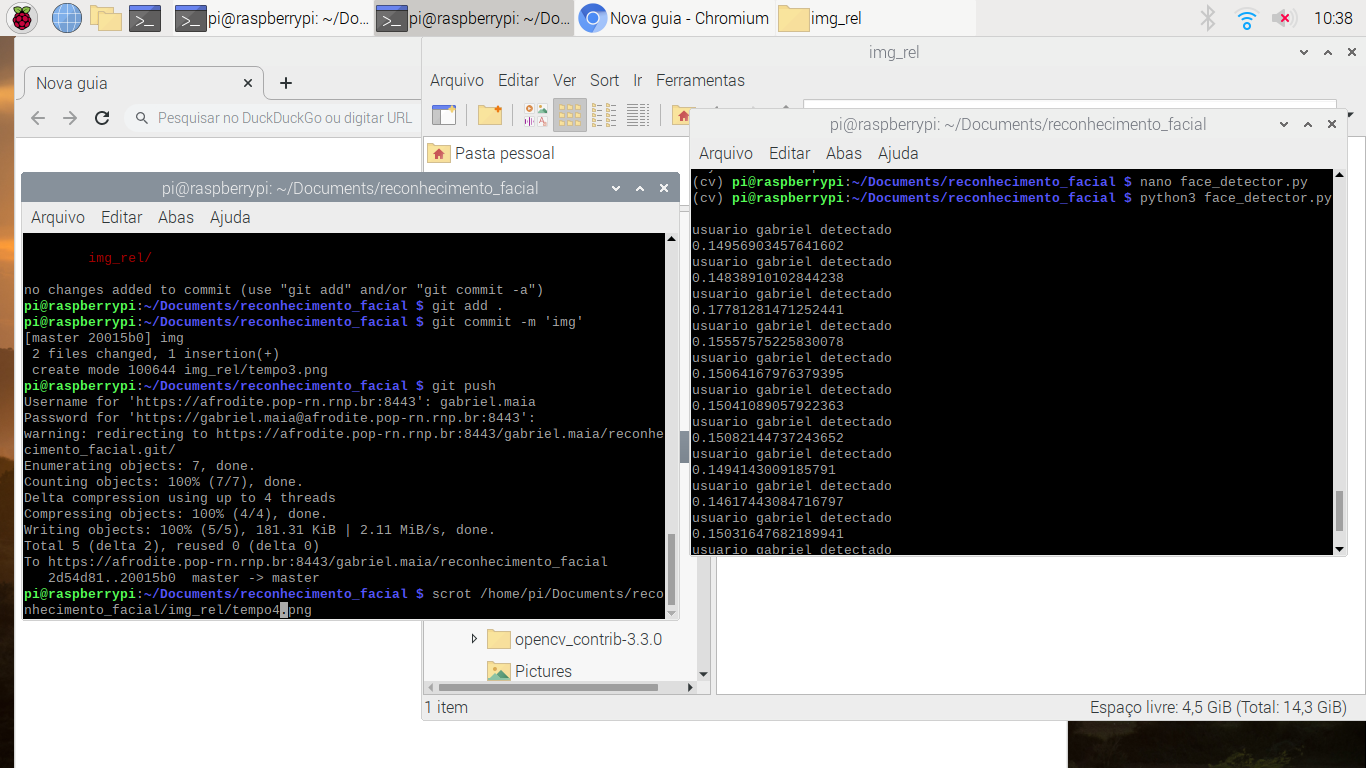 pi@raspberrypi: ~/Do...
pi@raspberrypi: ~/Do...
Nova guia - Chromium
img_rel
10:38
Nova guia
Pesquisar no DuckDuckGo ou digitar URL
img_rel
Arquivo Editar Ver Sort Ir Ferramentas
Pasta pessoal
opencv_contrib-3.3.0
Pictures
1 item
Espaço livre: 4,5 GiB (Total: 14,3 GiB)
pi@raspberrypi: ~/Documents/reconhecimento_facial
Arquivo Editar Abas Ajuda
img_rel/
no changes added to commit (use "git add" and/or "git commit -a")
pi@raspberrypi:~/Documents/reconhecimento_facial $ git add .
pi@raspberrypi:~/Documents/reconhecimento_facial $ git commit -m 'img'
[master 20015b0] img
2 files changed, 1 insertion(+)
create mode 100644 img_rel/tempo3.png
pi@raspberrypi:~/Documents/reconhecimento_facial $ git push
Username for 'https://afrodite.pop-rn.rnp.br:8443': gabriel.maia
Password for 'https://gabriel.maia@afrodite.pop-rn.rnp.br:8443':
warning: redirecting to https://afrodite.pop-rn.rnp.br:8443/gabriel.maia/reconhe
cimento_facial.git/
Enumerating objects: 7, done.
Counting objects: 100% (7/7), done.
Delta compression using up to 4 threads
Compressing objects: 100% (4/4), done.
Writing objects: 100% (5/5), 181.31 KiB | 2.11 MiB/s, done.
Total 5 (delta 2), reused 0 (delta 0)
To https://afrodite.pop-rn.rnp.br:8443/gabriel.maia/reconhecimento_facial
2d54d81..20015b0 master -> master
pi@raspberrypi:~/Documents/reconhecimento_facial $ scrot /home/pi/Documents/reco
nhecimento_facial/img_rel/tempo4.png
pi@raspberrypi: ~/Documents/reconhecimento_facial
Arquivo Editar Abas Ajuda
(cv) pi@raspberrypi:~/Documents/reconhecimento_facial $ nano face_detector.py
(cv) pi@raspberrypi:~/Documents/reconhecimento_facial $ python3 face_detector.py
usuario gabriel detectado
0.14956903457641602
usuario gabriel detectado
0.14838910102844238
usuario gabriel detectado
0.17781281471252441
usuario gabriel detectado
0.15557575225830078
usuario gabriel detectado
0.15064167976379395
usuario gabriel detectado
0.15041089057922363
usuario gabriel detectado
0.15082144737243652
usuario gabriel detectado
0.1494143009185791
usuario gabriel detectado
0.14617443084716797
usuario gabriel detectado
0.15031647682189941
usuario gabriel detectado